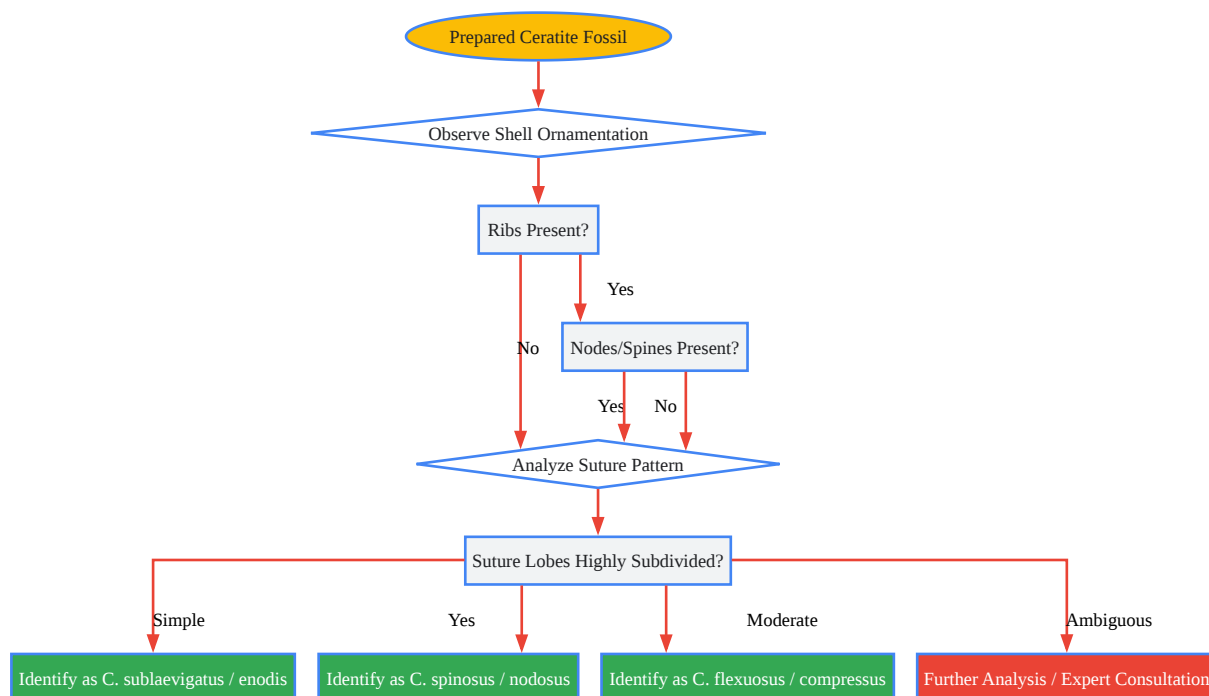 Prepared Ceratite Fossil
Observe Shell Ornamentation
Ribs Present?
Yes
No
Nodes/Spines Present?
Yes
No
Analyze Suture Pattern
Suture Lobes Highly Subdivided?
Simple
Yes
Moderate
Ambiguous
Identify as C. sublaevigatus / enodis
Identify as C. spinosus / nodosus
Identify as C. flexuosus / compressus
Further Analysis / Expert Consultation